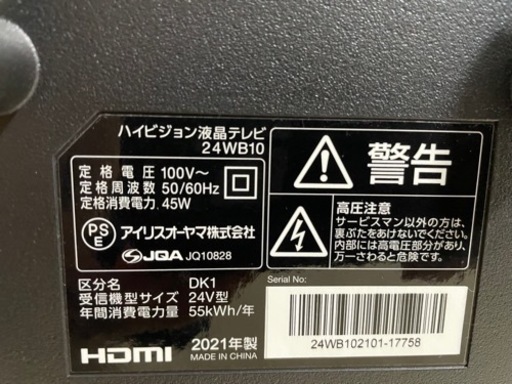 ハイビジョン液晶テレビ
24WB10
定格電圧 100V～
定格周波数 50/60Hz
定格消費電力 45W
PSE アイリスオーヤマ株式会社
JQA JQ10828
区分名 DK1
受信機型サイズ 24V型
年間消費電力量 55kWh/年
HDMI
2021年製
MADE IN CHINA
警告
高圧注意
サービスマン以外の方は、
裏ぶたをあけないでください。
内部には高電圧部分があり、
万一さわると危険です。
24WB102101-17758